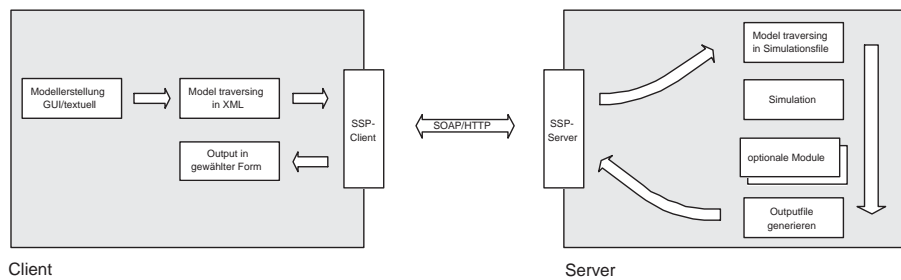 Modellerstellung
GUI/textuell
Model traversing
in XML
Output in
gewählter Form
SSP-
Client
SOAP/HTTP
SSP-
Server
Model traversing
in Simulationsfile
Simulation
optionale Module
Outputfile
generieren
Client
Server